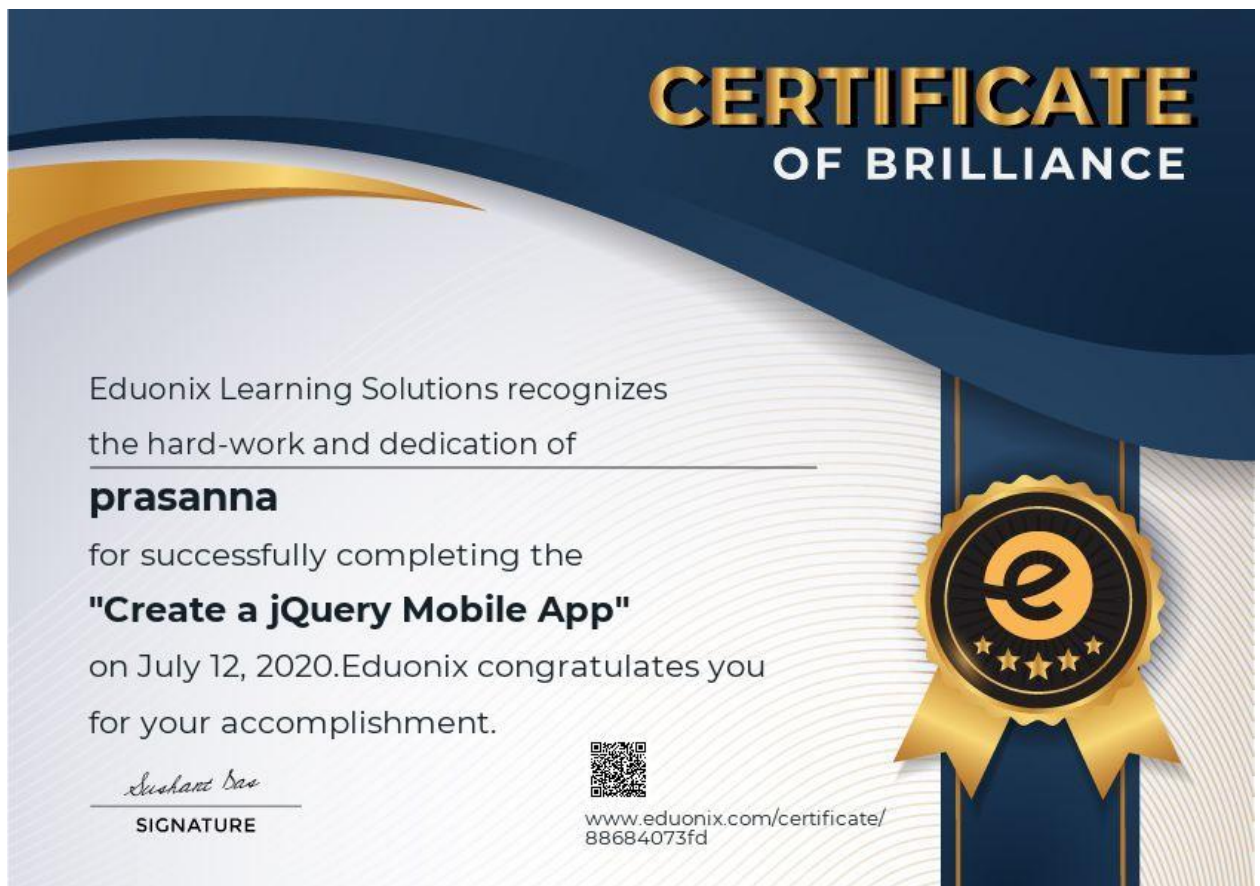 CERTIFICATE
OF BRILLIANCE
Eduonix Learning Solutions recognizes
the hard-work and dedication of
prasanna
for successfully completing the
"Create a jQuery Mobile App"
on July 12, 2020.Eduonix congratulates you
for your accomplishment.
Sushant Das
SIGNATURE
www.eduonix.com/certificate/
88684073fd
e